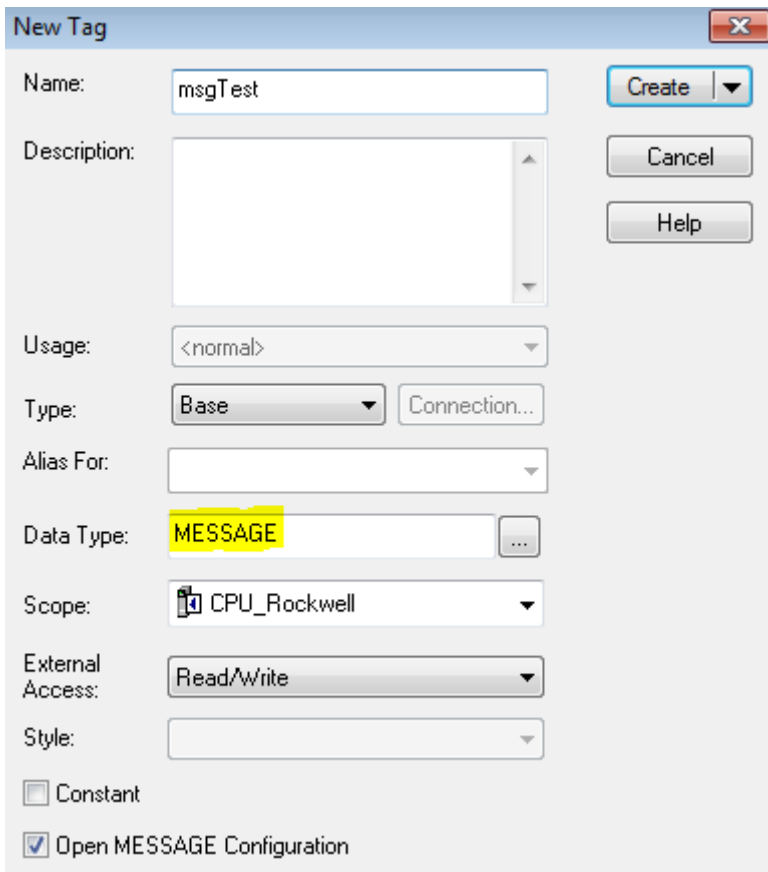 New Tag
Name: msgTest Create
Description: Cancel
Help
Usage: <normal>
Type: Base Connection...
Alias For:
Data Type: MESSAGE ...
Scope: CPU_Rockwell
External
Access: Read/Write
Style:
Constant
Open MESSAGE Configuration